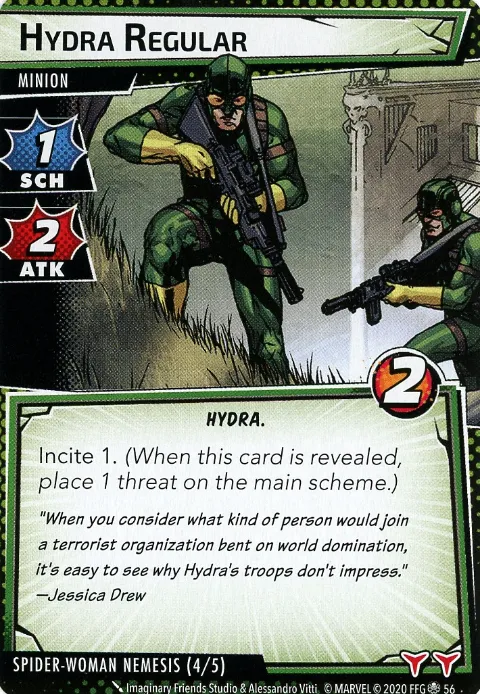 HYDRA REGULAR
MINION
1
SCH
2
ATK
2
HYDRA.
Incite 1. (When this card is revealed,
place 1 threat on the main scheme.)
"When you consider what kind of person would join
a terrorist organization bent on world domination,
it's easy to see why Hydra's troops don't impress."
—Jessica Drew
SPIDER-WOMAN NEMESIS (4/5)
Imaginary Friends Studio & Alessandro Vitti. © MARVEL © 2020 FFG 56